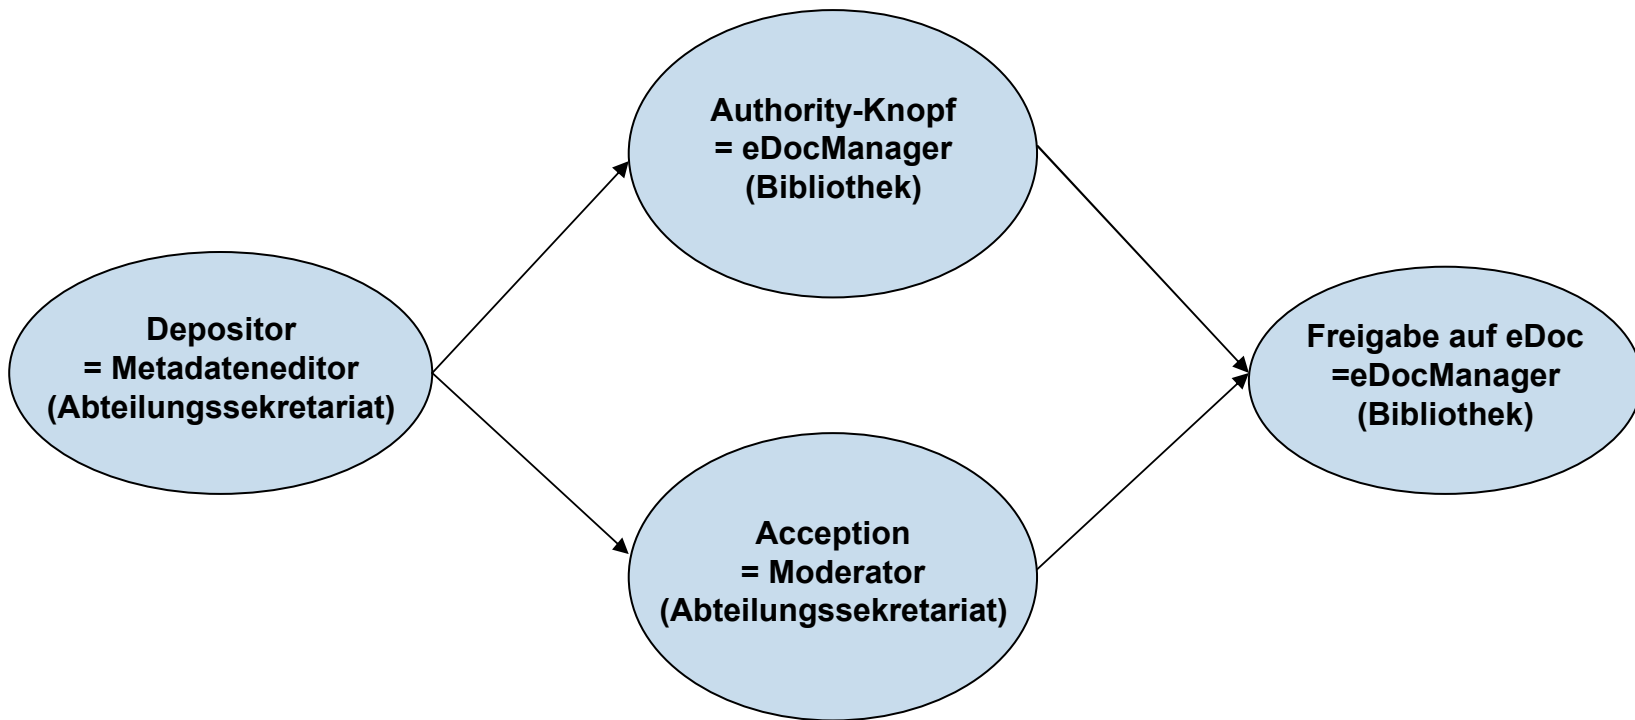 Authority-Knopf
= eDocManager
(Bibliothek)
Depositor
= Metadateneditor
(Abteilungssekretariat)
Freigabe auf eDoc
=eDocManager
(Bibliothek)
Acception
= Moderator
(Abteilungssekretariat)